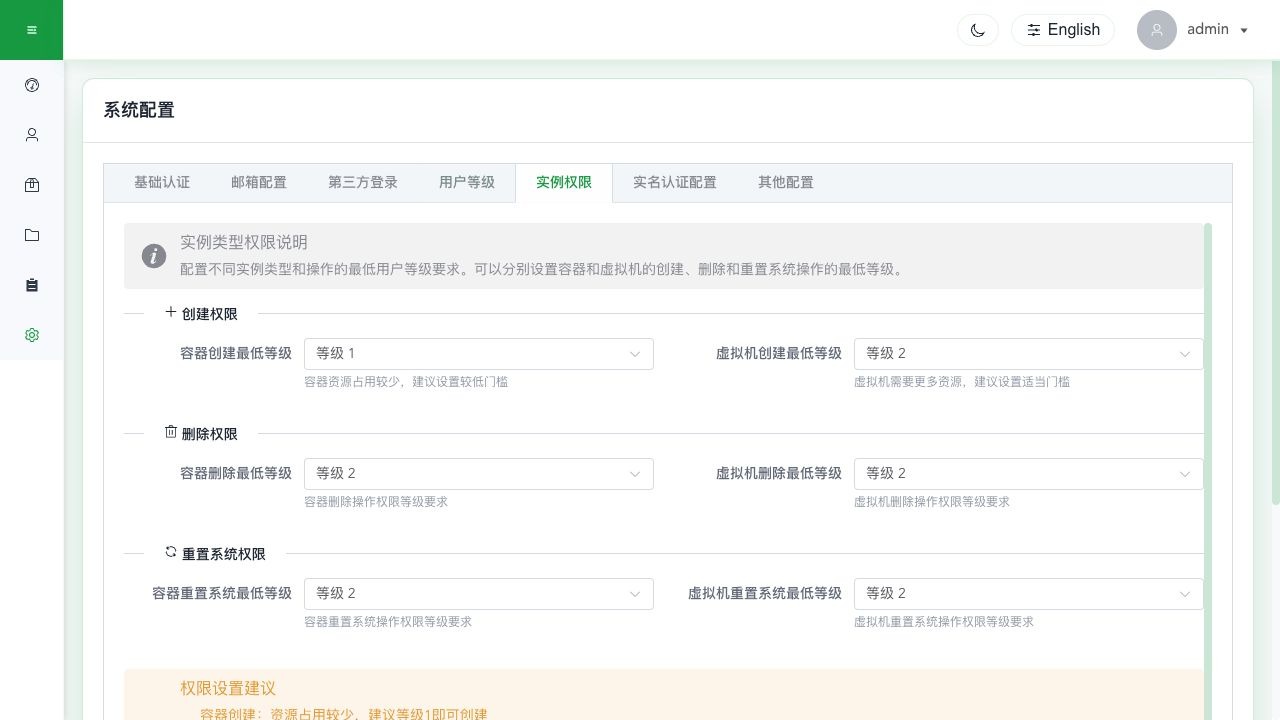 English
admin
系统配置
基础认证
邮箱配置
第三方登录
用户等级
实例权限
实名认证配置
其他配置
实例类型权限说明
配置不同实例类型和操作的最低用户等级要求。可以分别设置容器和虚拟机的创建、删除和重置系统操作的最低等级。
创建权限
容器创建最低等级
等级 1
虚拟机创建最低等级
等级 2
容器资源占用较少，建议设置较低门槛
虚拟机需要更多资源，建议设置适当门槛
删除权限
容器删除最低等级
等级 2
虚拟机删除最低等级
等级 2
容器删除操作权限等级要求
虚拟机删除操作权限等级要求
重置系统权限
容器重置系统最低等级
等级 2
虚拟机重置系统最低等级
等级 2
容器重置系统操作权限等级要求
虚拟机重置系统操作权限等级要求
权限设置建议
容器创建：资源占用较少，建议等级1即可创建